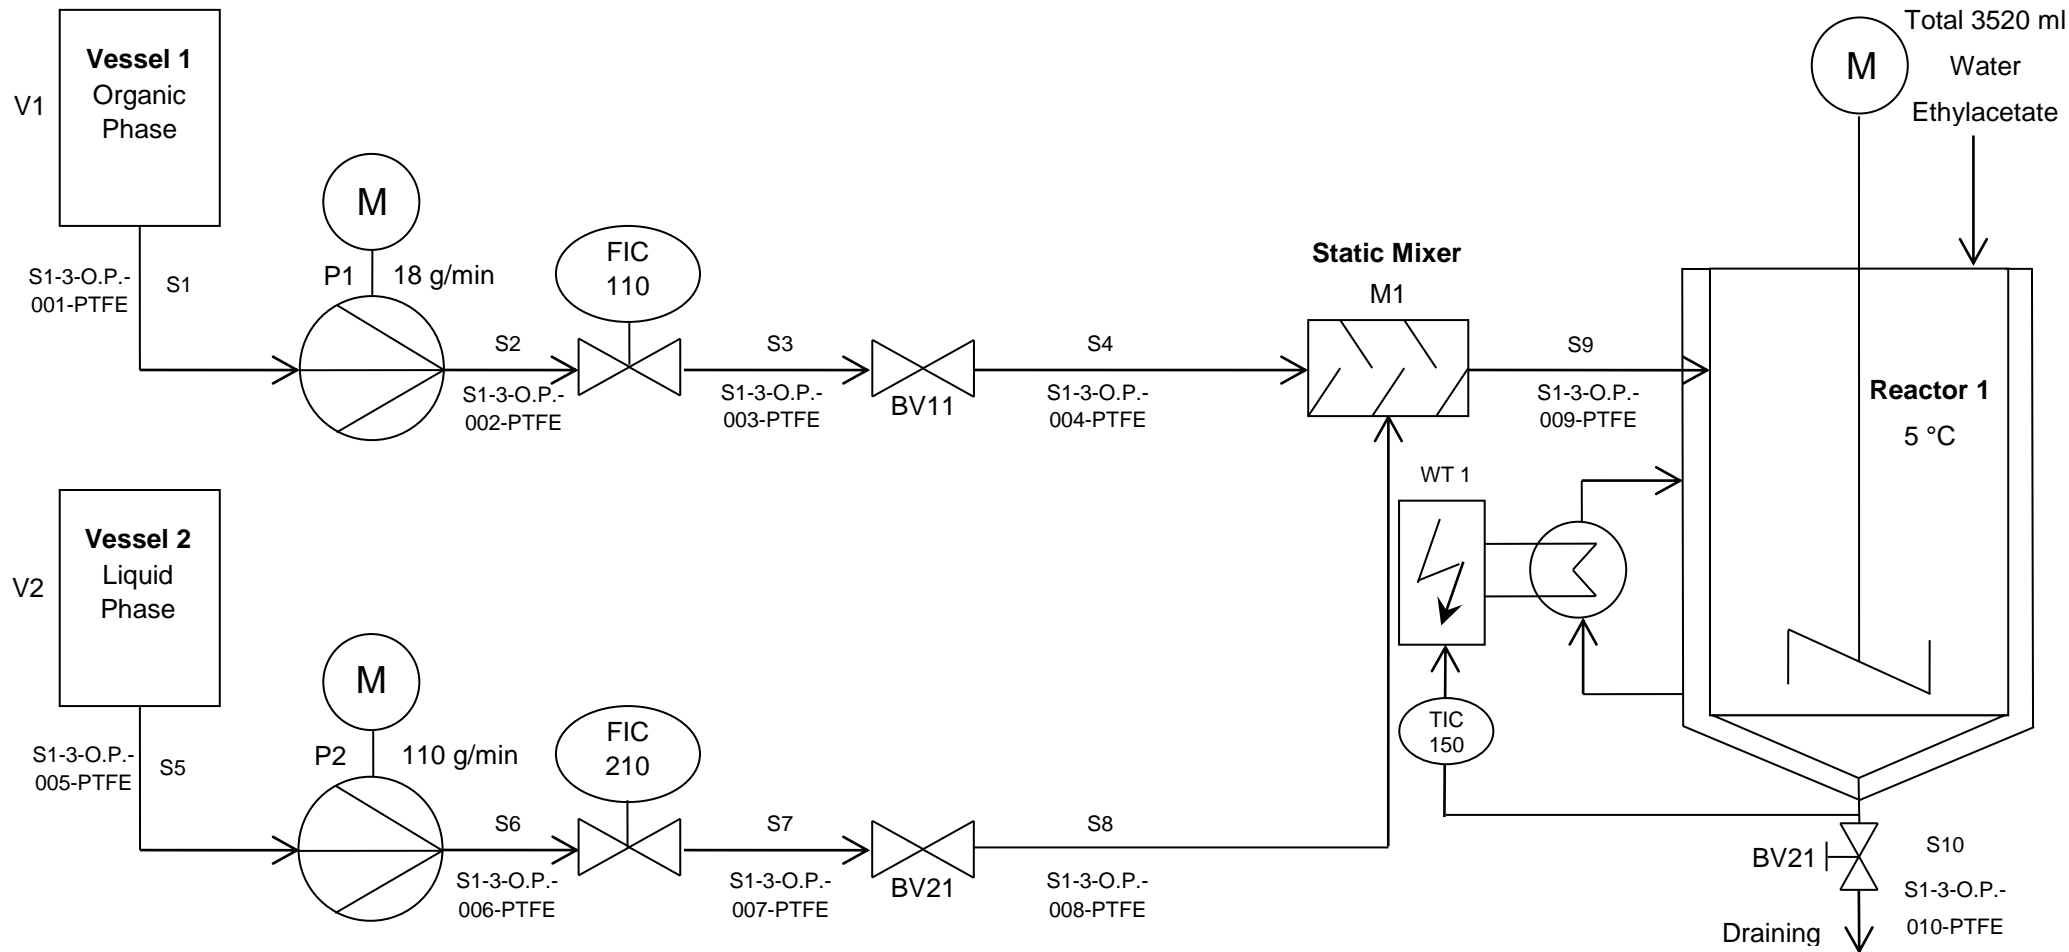 Vessel 1
Organic
Phase
V1
S1-3-O.P.-
001-PTFE
S1
M
P1
18 g/min
FIC
110
S2
S1-3-O.P.-
002-PTFE
S3
S1-3-O.P.-
003-PTFE
BV11
S4
S1-3-O.P.-
004-PTFE
Static Mixer
M1
S9
S1-3-O.P.-
009-PTFE
M
Total 3520 ml
Water
Ethylacetate
Reactor 1
5 °C
WT 1
TIC
150
Vessel 2
Liquid
Phase
V2
S1-3-O.P.-
005-PTFE
S5
M
P2
110 g/min
FIC
210
S6
S1-3-O.P.-
006-PTFE
S7
S1-3-O.P.-
007-PTFE
BV21
S8
S1-3-O.P.-
008-PTFE
BV21
S10
S1-3-O.P.-
010-PTFE
Draining